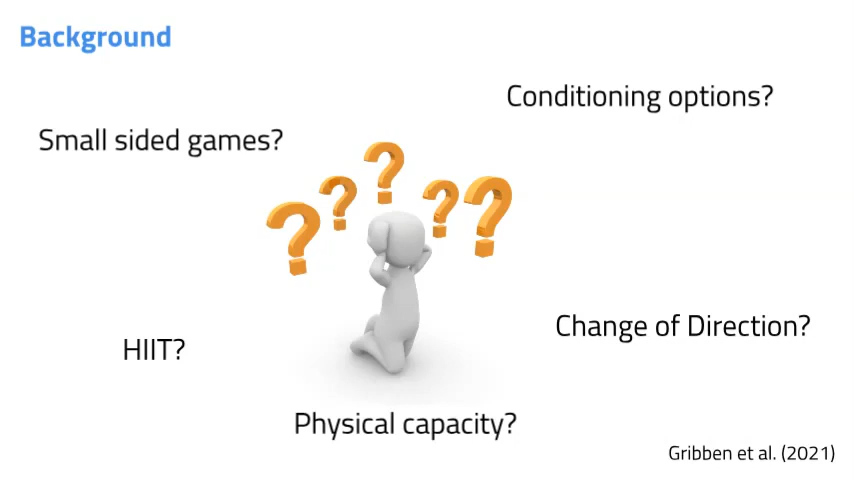 Background
Conditioning options?
Small sided games?
Change of Direction?
HIIT?
Physical capacity?
Gribben et al. (2021)